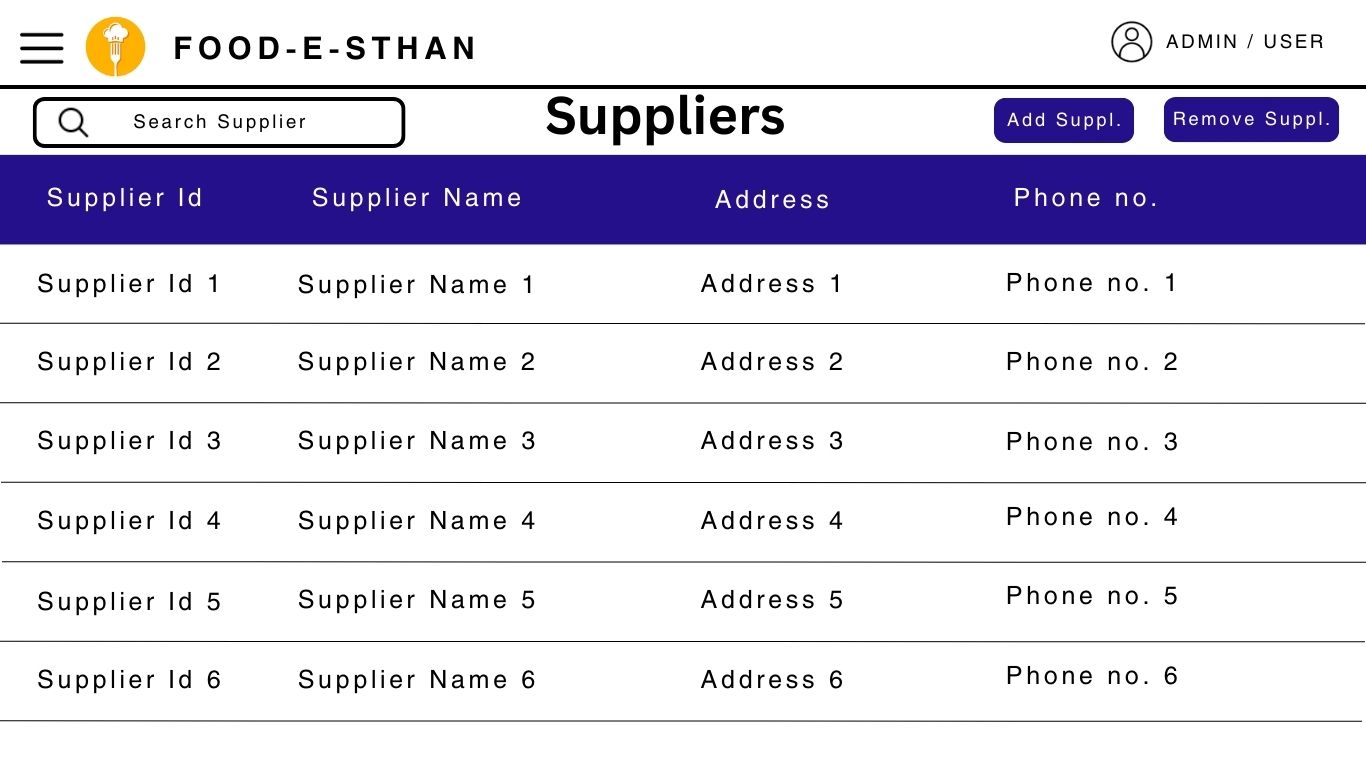 FOOD-E-STHAN
ADMIN / USER
Search Supplier
Suppliers
Add Suppl.
Remove Suppl.
Supplier Id Supplier Name Address Phone no.
Supplier Id 1 Supplier Name 1 Address 1 Phone no. 1
Supplier Id 2 Supplier Name 2 Address 2 Phone no. 2
Supplier Id 3 Supplier Name 3 Address 3 Phone no. 3
Supplier Id 4 Supplier Name 4 Address 4 Phone no. 4
Supplier Id 5 Supplier Name 5 Address 5 Phone no. 5
Supplier Id 6 Supplier Name 6 Address 6 Phone no. 6